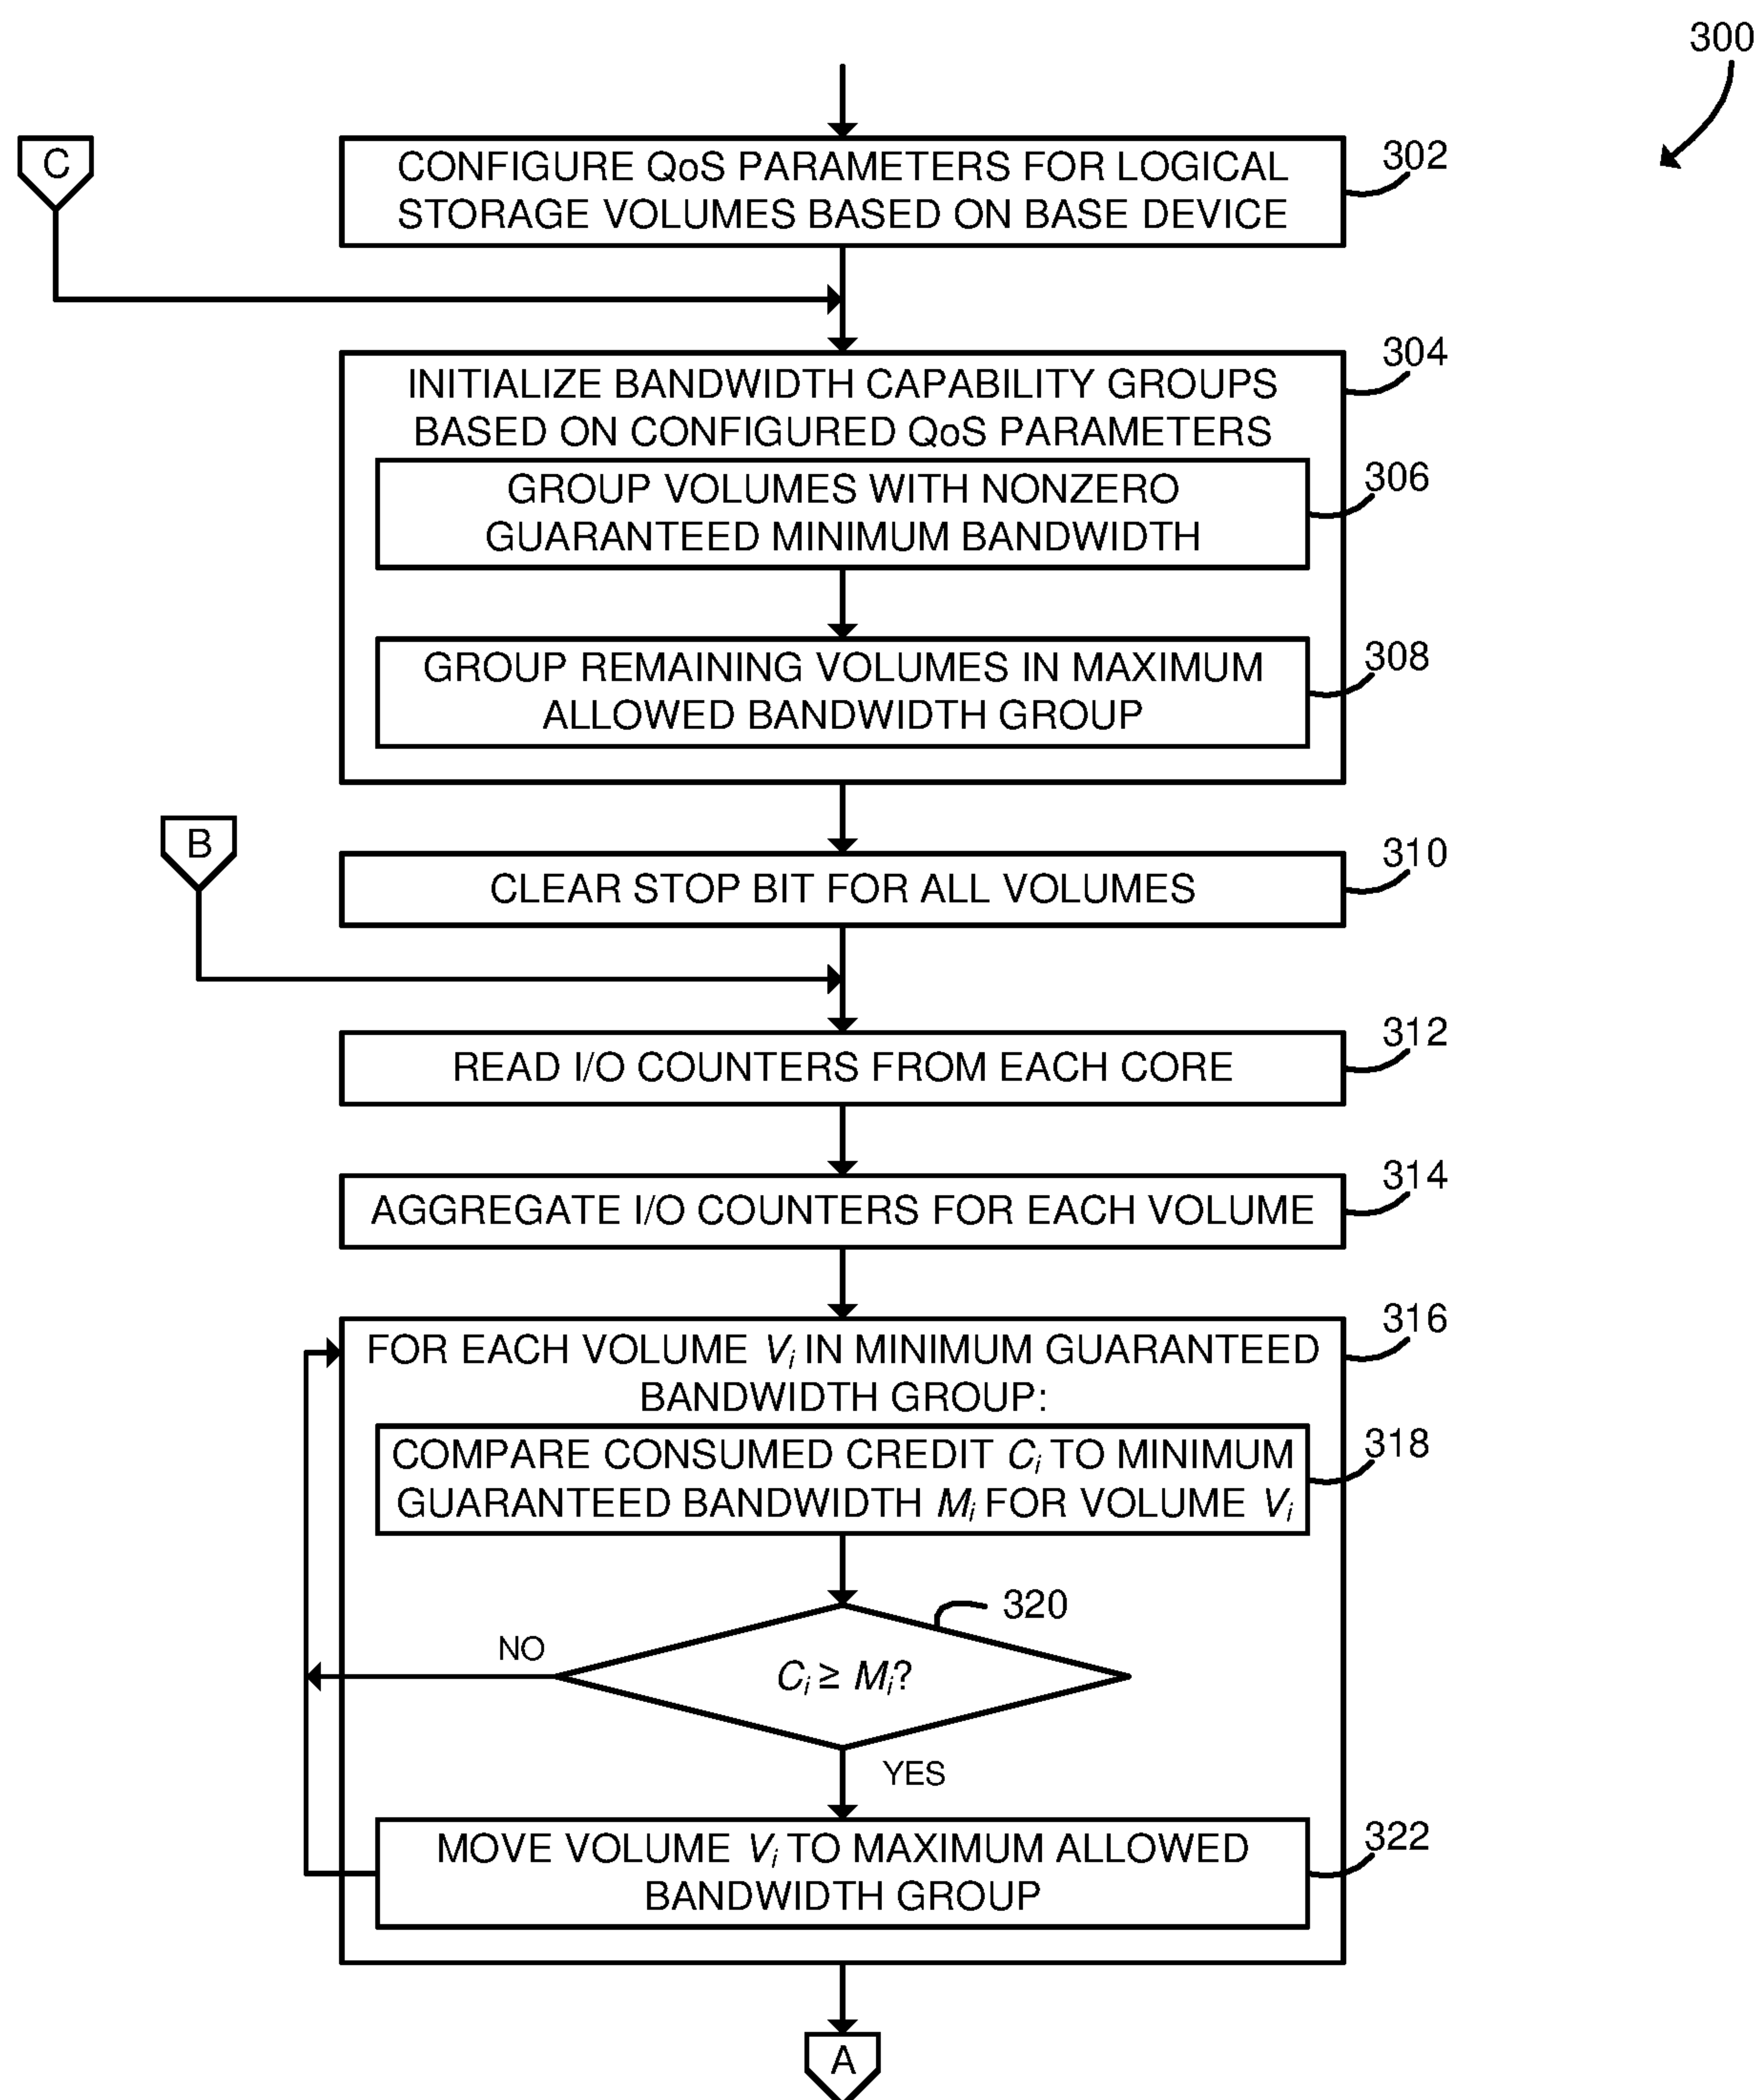 300
C
CONFIGURE QoS PARAMETERS FOR LOGICAL
STORAGE VOLUMES BASED ON BASE DEVICE
302
INITIALIZE BANDWIDTH CAPABILITY GROUPS
BASED ON CONFIGURED QoS PARAMETERS
304
GROUP VOLUMES WITH NONZERO
GUARANTEED MINIMUM BANDWIDTH
306
GROUP REMAINING VOLUMES IN MAXIMUM
ALLOWED BANDWIDTH GROUP
308
B
CLEAR STOP BIT FOR ALL VOLUMES
310
READ I/O COUNTERS FROM EACH CORE
312
AGGREGATE I/O COUNTERS FOR EACH VOLUME
314
FOR EACH VOLUME Vi IN MINIMUM GUARANTEED
BANDWIDTH GROUP:
316
COMPARE CONSUMED CREDIT Ci TO MINIMUM
GUARANTEED BANDWIDTH Mi FOR VOLUME Vi
318
320
NO
Ci ≥ Mi?
YES
MOVE VOLUME Vi TO MAXIMUM ALLOWED
BANDWIDTH GROUP
322
A